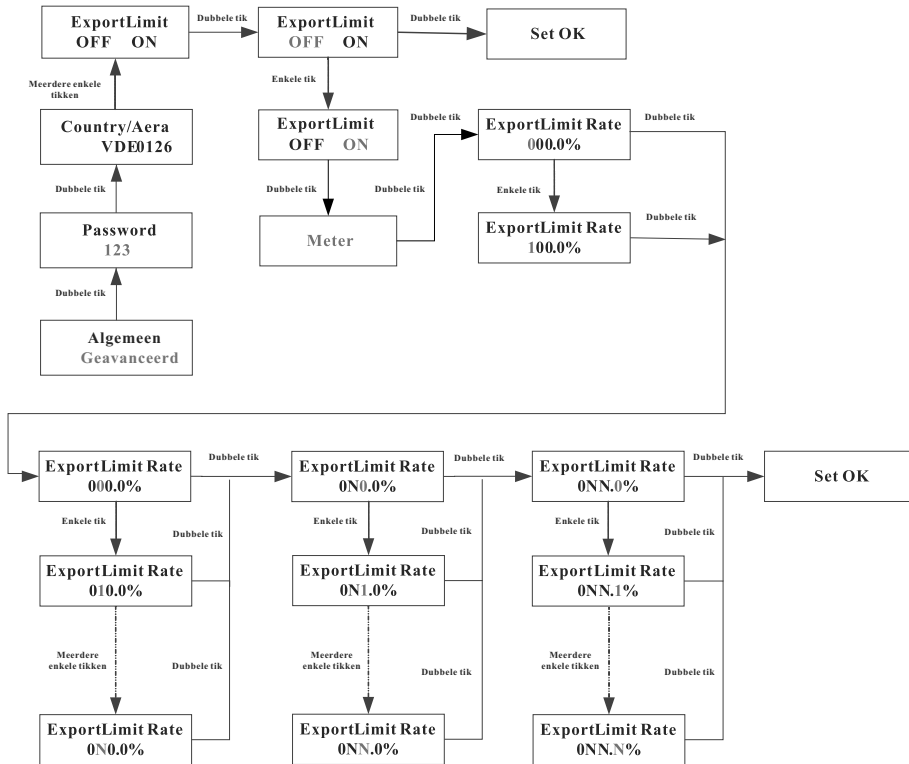 ExportLimit
OFF ON
Dubbele tik
ExportLimit
OFF ON
Dubbele tik
Set OK
Meerdere enkele
tikken
Enkele tik
Country/Aera
VDE0126
ExportLimit
OFF ON
Dubbele tik
ExportLimit Rate
000.0%
Dubbele tik
Dubbele tik
Dubbele tik
Dubbele tik
Enkele tik
Password
123
Meter
ExportLimit Rate
100.0%
Dubbele tik
Dubbele tik
Algemeen
Geavanceerd
ExportLimit Rate
000.0%
Dubbele tik
ExportLimit Rate
0N0.0%
Dubbele tik
ExportLimit Rate
0NN.0%
Dubbele tik
Set OK
Enkele tik
Dubbele tik
Enkele tik
Dubbele tik
Enkele tik
Dubbele tik
ExportLimit Rate
010.0%
ExportLimit Rate
0N1.0%
ExportLimit Rate
0NN.1%
Meerdere
enkele tikken
Dubbele tik
Meerdere
enkele tikken
Dubbele tik
Meerdere
enkele tikken
Dubbele tik
ExportLimit Rate
0N0.0%
ExportLimit Rate
0NN.0%
ExportLimit Rate
0NN.N%